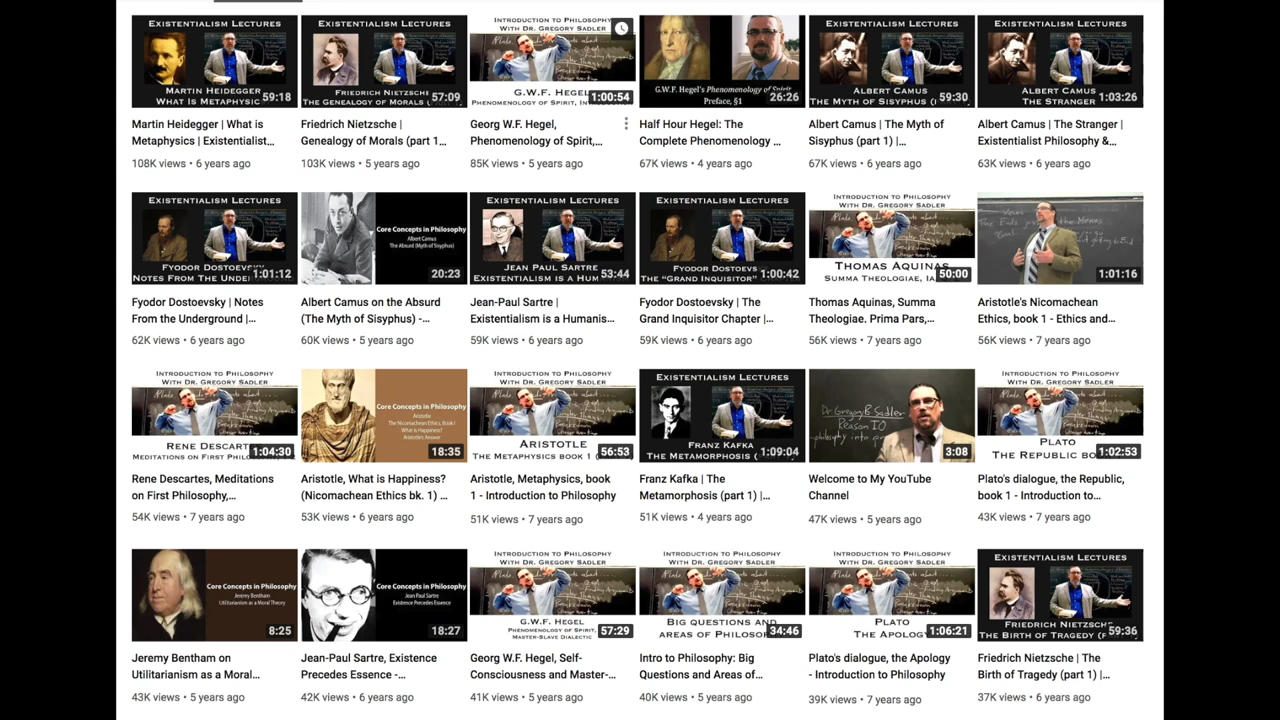 EXISTENTIALISM LECTURES
MARTIN HEIDEGGER
WHAT IS METAPHYSIC
59:18
Martin Heidegger | What is
Metaphysics | Existentialist...
108K views • 6 years ago
EXISTENTIALISM LECTURES
FRIEDRICH NIETZSCHE
THE GENEALOGY OF MORALS
57:09
Friedrich Nietzsche |
Genealogy of Morals (part 1...
103K views • 5 years ago
INTRODUCTION TO PHILOSOPHY
WITH DR. GREGORY SADLER
G.W.F. HEGEL
PHENOMENOLOGY OF SPIRIT,
1:00:54
Georg W.F. Hegel,
Phenomenology of Spirit,...
85K views • 5 years ago
G.W.F. Hegel's Phenomenology of Spirit
Preface, §1
26:26
Half Hour Hegel: The
Complete Phenomenology ...
67K views • 4 years ago
EXISTENTIALISM LECTURES
ALBERT CAMUS
THE MYTH OF SISYPHUS
59:30
Albert Camus | The Myth of
Sisyphus (part 1) |...
67K views • 6 years ago
EXISTENTIALISM LECTURES
ALBERT CAMUS
THE STRANGER
1:03:26
Albert Camus | The Stranger |
Existentialist Philosophy &...
63K views • 6 years ago
EXISTENTIALISM LECTURES
FYODOR DOSTOEVSKY
NOTES FROM THE UNDE
1:01:12
Fyodor Dostoevsky | Notes
From the Underground |...
62K views • 6 years ago
Core Concepts in Philosophy
Albert Camus
The Absurd (Myth of Sisyphus)
20:23
Albert Camus on the Absurd
(The Myth of Sisyphus) -...
60K views • 5 years ago
EXISTENTIALISM LECTURES
JEAN PAUL SARTRE
EXISTENTIALISM IS A HUM
53:44
Jean-Paul Sartre |
Existentialism is a Humanis...
59K views • 6 years ago
EXISTENTIALISM LECTURES
FYODOR DOSTOEVS
THE "GRAND INQUISITOR"
1:00:42
Fyodor Dostoevsky | The
Grand Inquisitor Chapter |...
59K views • 6 years ago
INTRODUCTION TO PHILOSOPHY
WITH DR. GREGORY SADLER
THOMAS AQUINAS
SUMMA THEOLOGIAE, IA
50:00
Thomas Aquinas, Summa
Theologiae. Prima Pars,...
56K views • 7 years ago
1:01:16
Aristotle's Nicomachean
Ethics, book 1 - Ethics and...
56K views • 7 years ago
INTRODUCTION TO PHILOSOPHY
WITH DR. GREGORY SADLER
RENE DESCART
MEDITATIONS ON FIRST PHILO
1:04:30
Rene Descartes, Meditations
on First Philosophy,...
54K views • 7 years ago
Core Concepts in Philosophy
Aristotle
The Nicomachean Ethics, Book I
What is Happiness?
Aristotle's Answer
18:35
Aristotle, What is Happiness?
(Nicomachean Ethics bk. 1) ...
53K views • 6 years ago
INTRODUCTION TO PHILOSOPHY
WITH DR. GREGORY SADLER
ARISTOTLE
THE METAPHYSICS BOOK 1
56:53
Aristotle, Metaphysics, book
1 - Introduction to Philosophy
51K views • 7 years ago
EXISTENTIALISM LECTURES
FRANZ KAFKA
THE METAMORPHOSIS
1:09:04
Franz Kafka | The
Metamorphosis (part 1) |...
51K views • 4 years ago
Dr Gregory B Sadler
Reason IO
philosophy into pr
3:08
Welcome to My YouTube
Channel
47K views • 5 years ago
INTRODUCTION TO PHILOSOPHY
WITH DR. GREGORY SADLER
PLATO
THE REPUBLIC BO
1:02:53
Plato's dialogue, the Republic,
book 1 - Introduction to...
43K views • 7 years ago
Core Concepts in Philosophy
Jeremy Bentham
Utilitarianism as a Moral Theory
8:25
Jeremy Bentham on
Utilitarianism as a Moral...
43K views • 5 years ago
Core Concepts in Philosophy
Jean Paul Sartre
Existence Precedes Essence
18:27
Jean-Paul Sartre, Existence
Precedes Essence -...
42K views • 6 years ago
INTRODUCTION TO PHILOSOPHY
WITH DR. GREGORY SADLER
G.W.F. HEGEL
PHENOMENOLOGY OF SPIRIT,
MASTER-SLAVE DIALECTIC
57:29
Georg W.F. Hegel, Self-
Consciousness and Master-...
41K views • 5 years ago
INTRODUCTION TO PHILOSOPHY
WITH DR. GREGORY SADLER
BIG QUESTIONS AND
AREAS OF PHILOSO
34:46
Intro to Philosophy: Big
Questions and Areas of...
40K views • 5 years ago
INTRODUCTION TO PHILOSOPHY
WITH DR. GREGORY SADLER
PLATO
THE APOLOGY
1:06:21
Plato's dialogue, the Apology
- Introduction to Philosophy
39K views • 7 years ago
EXISTENTIALISM LECTURES
FRIEDRICH NIETZSCHE
THE BIRTH OF TRAGEDY
59:36
Friedrich Nietzsche | The
Birth of Tragedy (part 1) |...
37K views • 6 years ago